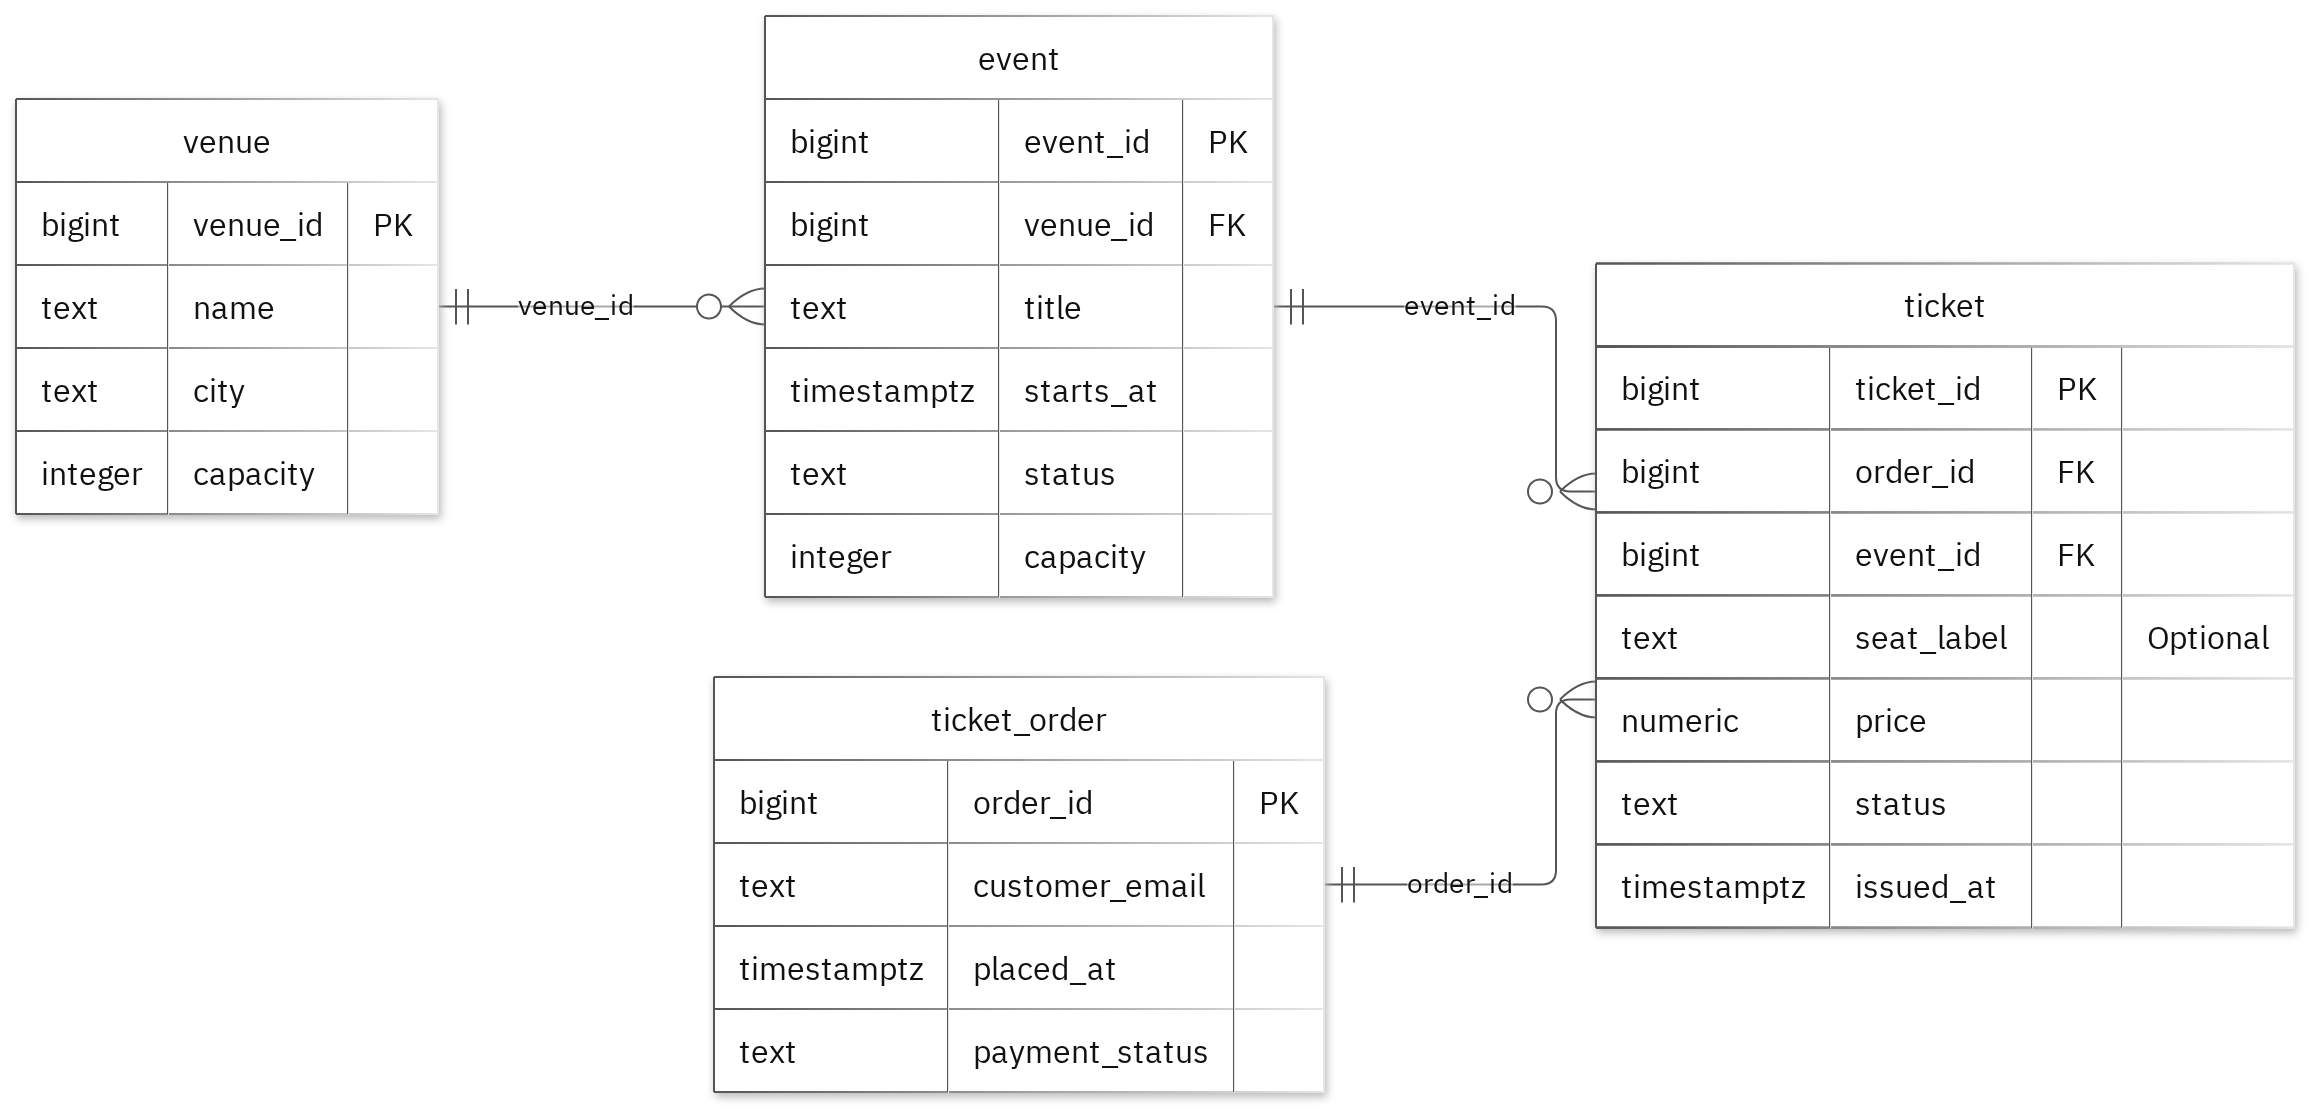 venue
bigint venue_id PK
text name
text city
integer capacity
venue_id
event
bigint event_id PK
bigint venue_id FK
text title
timestamptz starts_at
text status
integer capacity
event_id
ticket_order
bigint order_id PK
text customer_email
timestamptz placed_at
text payment_status
order_id
ticket
bigint ticket_id PK
bigint order_id FK
bigint event_id FK
text seat_label Optional
numeric price
text status
timestamptz issued_at